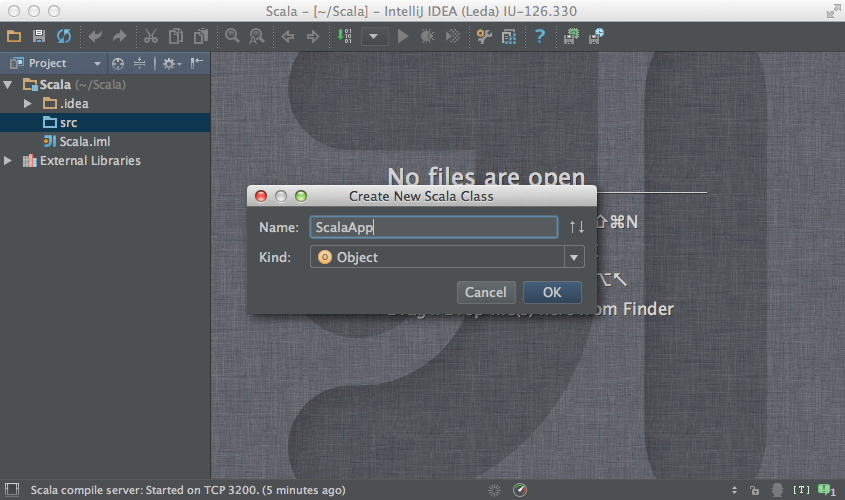 Scala – [~/Scala] – IntelliJ IDEA (Leda) IU-126.330
Project
Scala (~/Scala)
.idea
src
Scala.iml
External Libraries
No files are open
⇧⌘N
⌥↖
from Finder
Create New Scala Class
Name: ScalaApp
Kind: Object
Cancel OK
Scala compile server: Started on TCP 3200. (5 minutes ago)
[T] 1